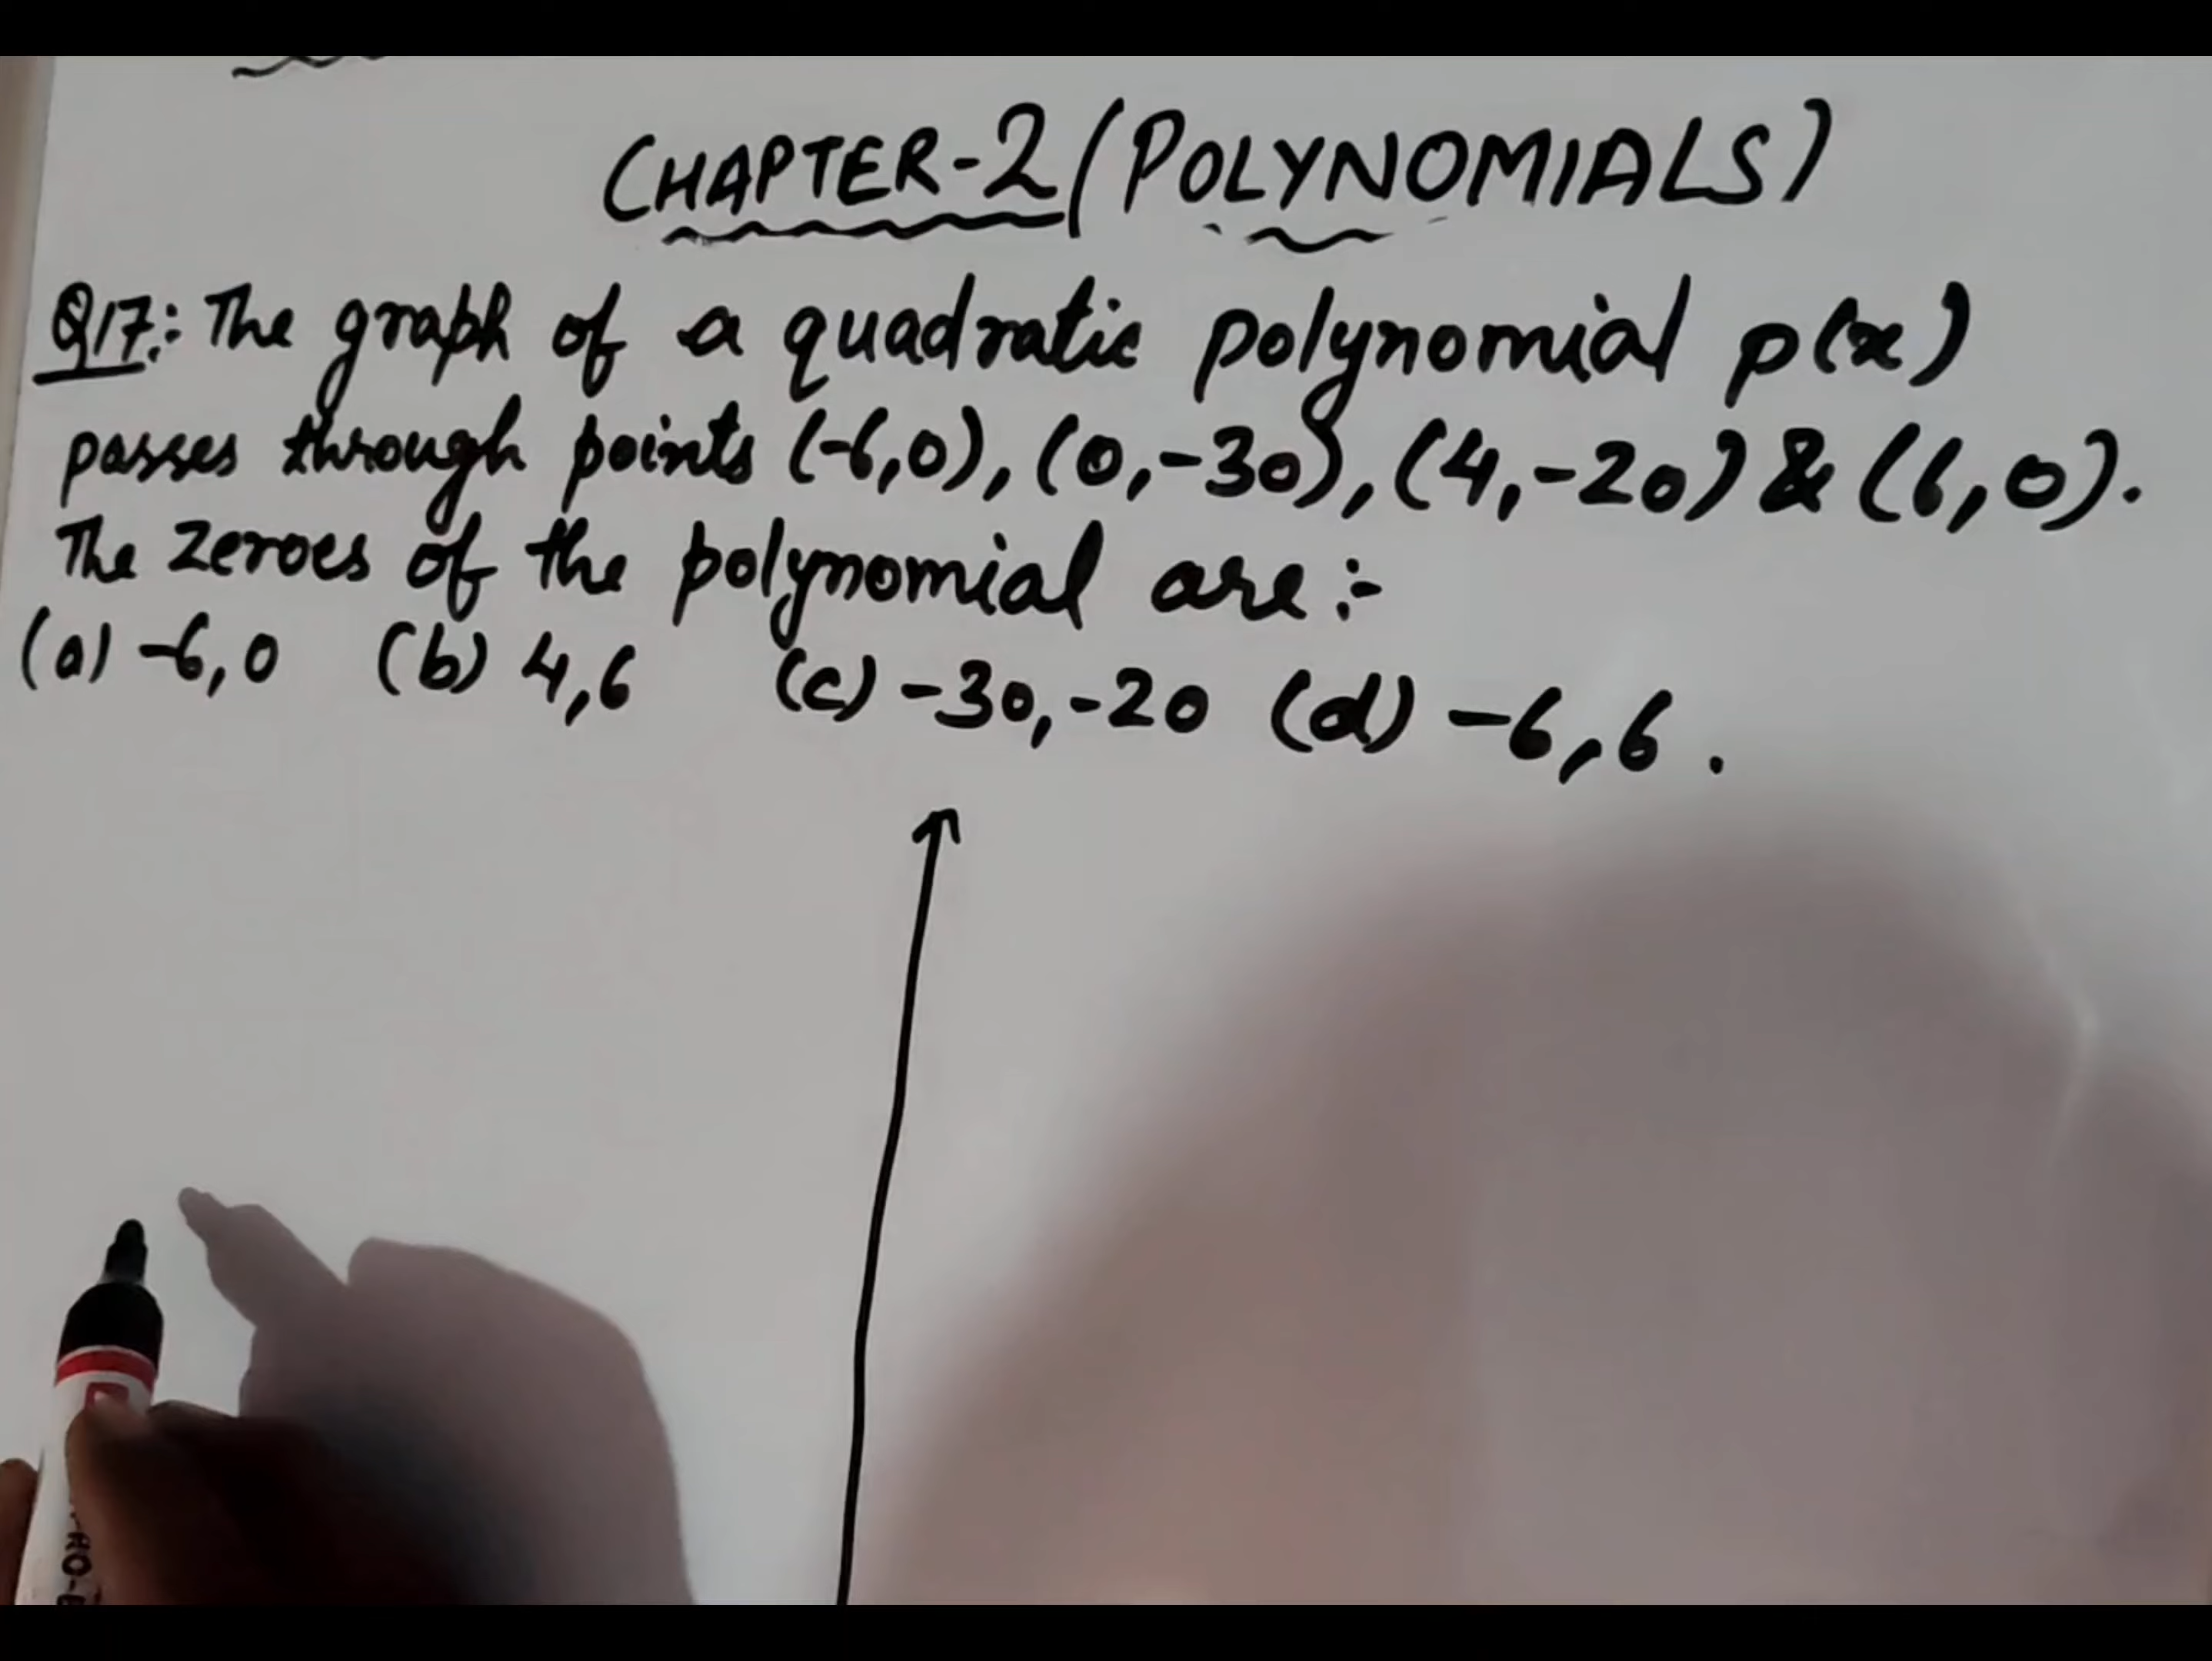 CHAPTER-2 (POLYNOMIALS)
Q17: The graph of a quadratic polynomial p(x)
passes through points (-6,0), (0,-30), (4,-20) & (6,0).
The zeroes of the polynomial are :-
(a) -6,0 (b) 4,6 (c) -30,-20 (d) -6,6.